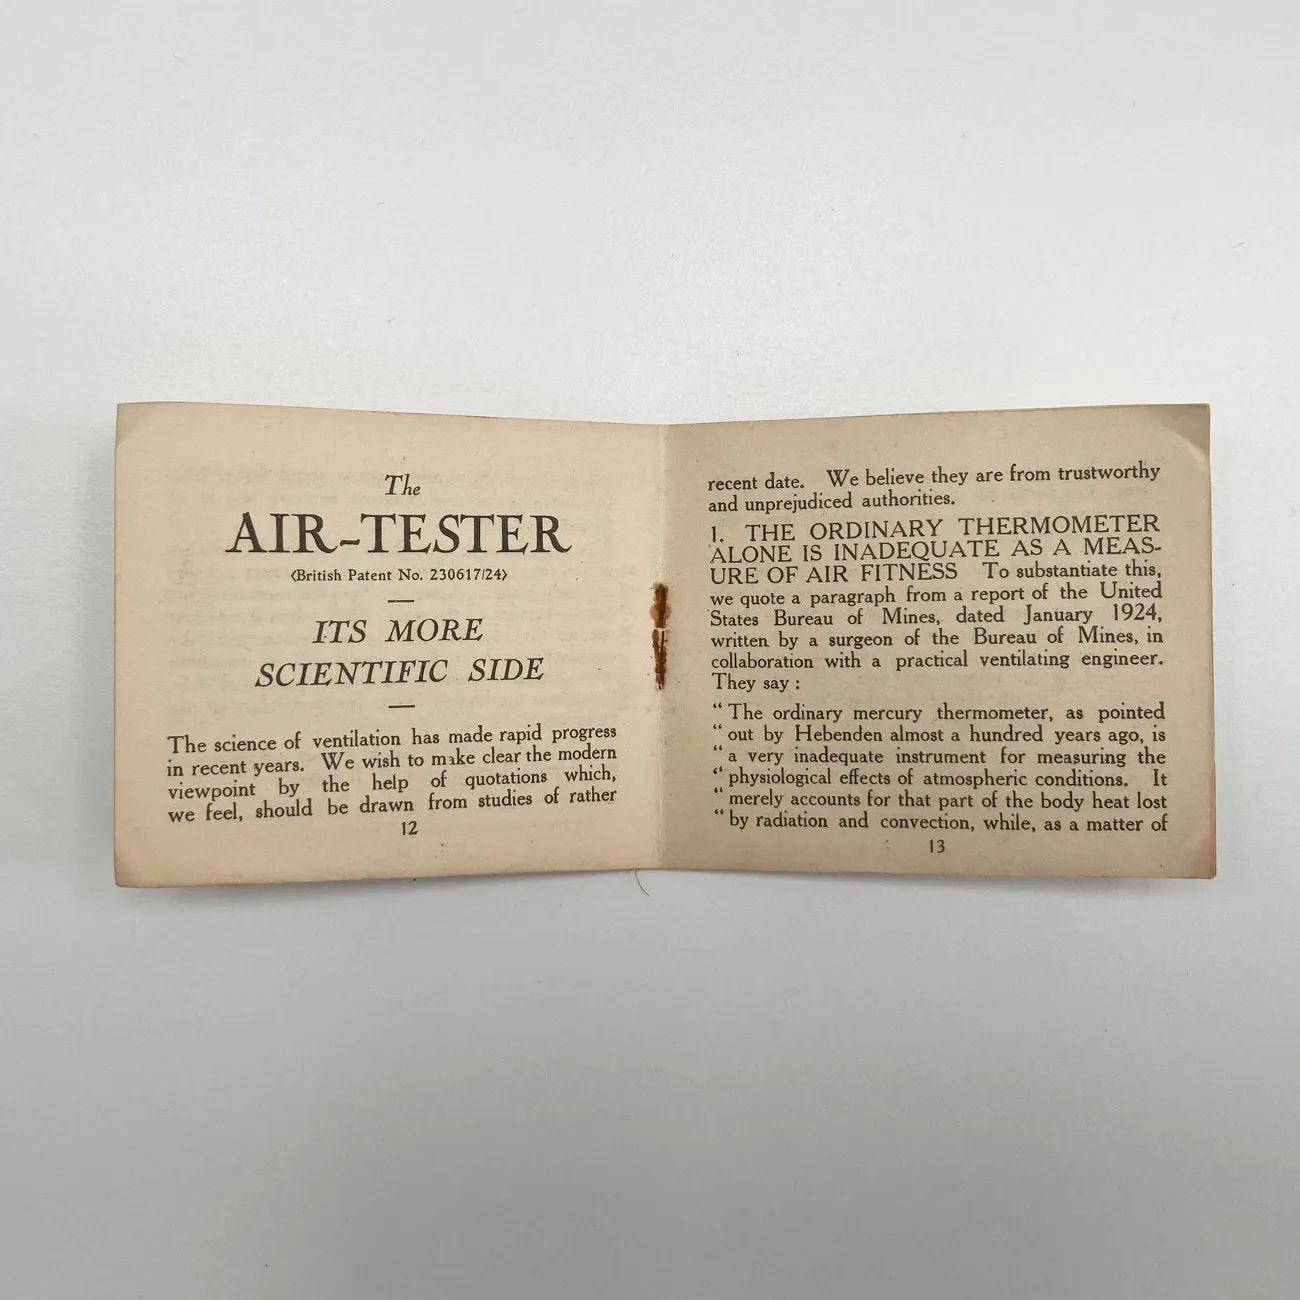 The
AIR-TESTER
(British Patent No. 230617/24)
ITS MORE
SCIENTIFIC SIDE
The science of ventilation has made rapid progress
in recent years. We wish to make clear the modern
viewpoint by the help of quotations which,
we feel, should be drawn from studies of rather
12
recent date. We believe they are from trustworthy
and unprejudiced authorities.
1. THE ORDINARY THERMOMETER
ALONE IS INADEQUATE AS A MEAS-
URE OF AIR FITNESS To substantiate this,
we quote a paragraph from a report of the United
States Bureau of Mines, dated January 1924,
written by a surgeon of the Bureau of Mines, in
collaboration with a practical ventilating engineer.
They say :
“ The ordinary mercury thermometer, as pointed
“ out by Hebenden almost a hundred years ago, is
“ a very inadequate instrument for measuring the
“ physiological effects of atmospheric conditions. It
“ merely accounts for that part of the body heat lost
“ by radiation and convection, while, as a matter of
13